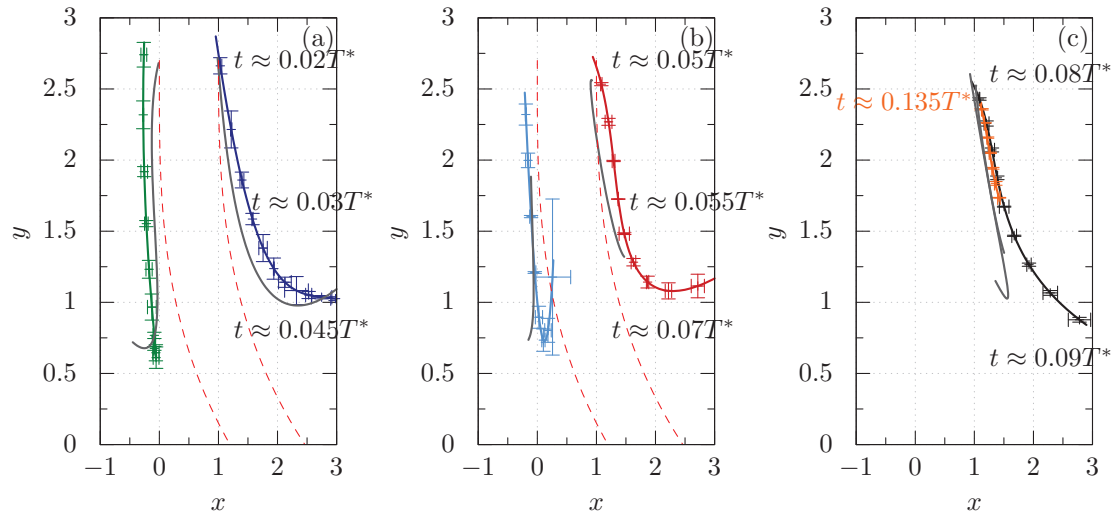 (a)
t ≈ 0.02T*
t ≈ 0.03T*
t ≈ 0.045T*
3
2.5
2
1.5
1
0.5
0
−1 0 1 2 3
y
x
(b)
t ≈ 0.05T*
t ≈ 0.055T*
t ≈ 0.07T*
3
2.5
2
1.5
1
0.5
0
−1 0 1 2 3
y
x
(c)
t ≈ 0.08T*
t ≈ 0.135T*
t ≈ 0.09T*
3
2.5
2
1.5
1
0.5
0
−1 0 1 2 3
y
x